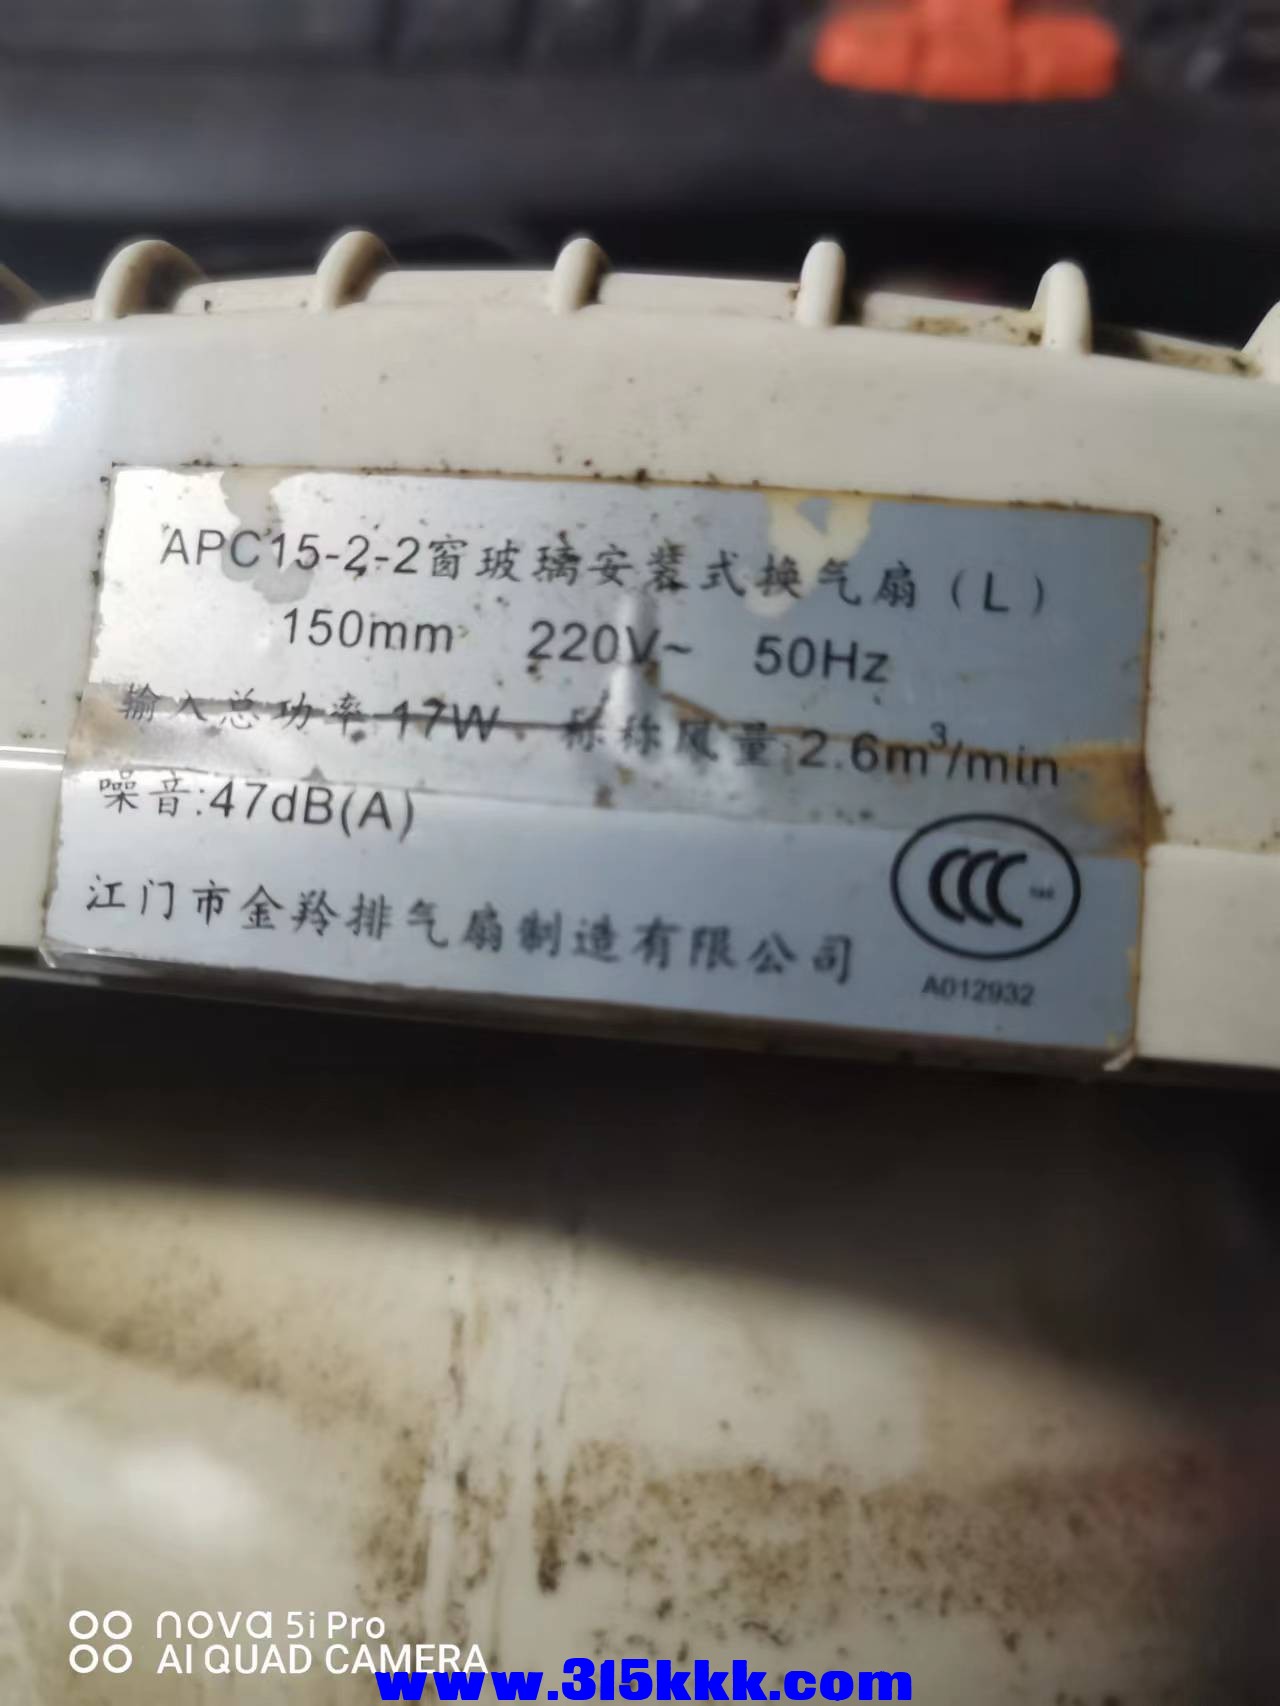 APC15-2-2窗玻璃安装式换气扇（L）
150mm 220V~ 50Hz
输入总功率:17W 标称风量:2.6m³/min
噪音:47dB(A)
江门市金羚排气扇制造有限公司
CCC
A012932
nova 5i Pro
AI QUAD CAMERA
www.315kkk.com